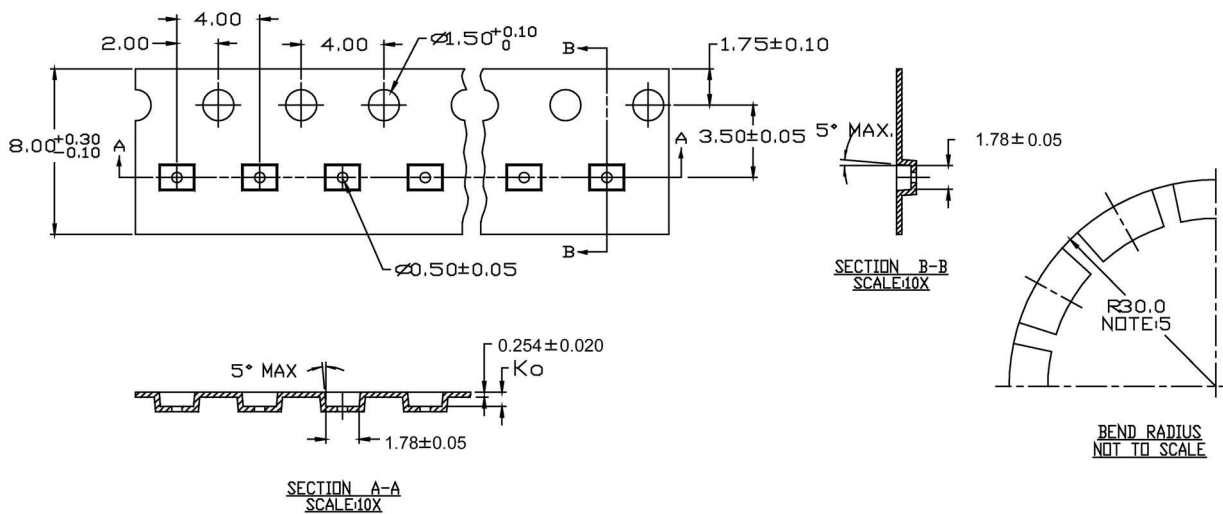 4.00
2.00
4.00
Ø1.50+0.10
0
B
1.75±0.10
8.00+0.30
-0.10
A
A
3.50±0.05
5° MAX.
1.78±0.05
B
Ø0.50±0.05
SECTION B-B
SCALE:10X
R30.0
NOTE:5
5° MAX
0.254±0.020
Ko
1.78±0.05
BEND RADIUS
NOT TO SCALE
SECTION A-A
SCALE:10X